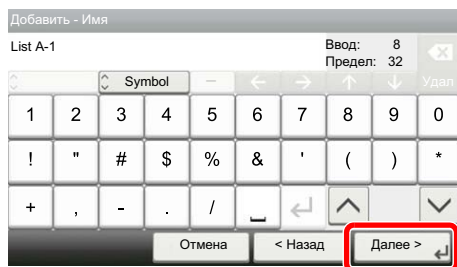 Добавить - Имя
List A-1 Ввод: 8
Предел: 32
Symbol Удал
1 2 3 4 5 6 7 8 9 0
! " # $ % & ' ( ) *
+ , - . / _
Отмена < Назад Далее >